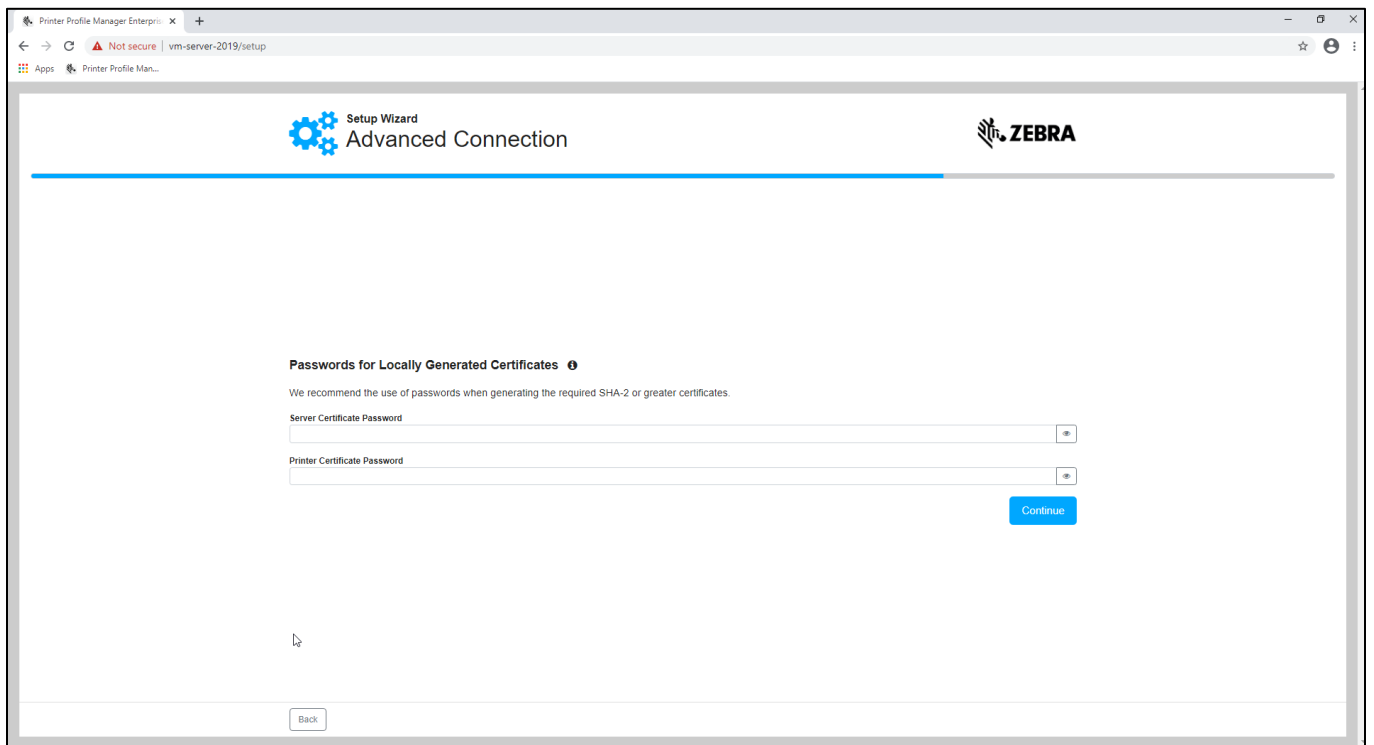 Printer Profile Manager Enterpris
Not secure | vm-server-2019/setup
Apps Printer Profile Man...
Setup Wizard
Advanced Connection
ZEBRA
Passwords for Locally Generated Certificates
We recommend the use of passwords when generating the required SHA-2 or greater certificates.
Server Certificate Password
Printer Certificate Password
Continue
Back